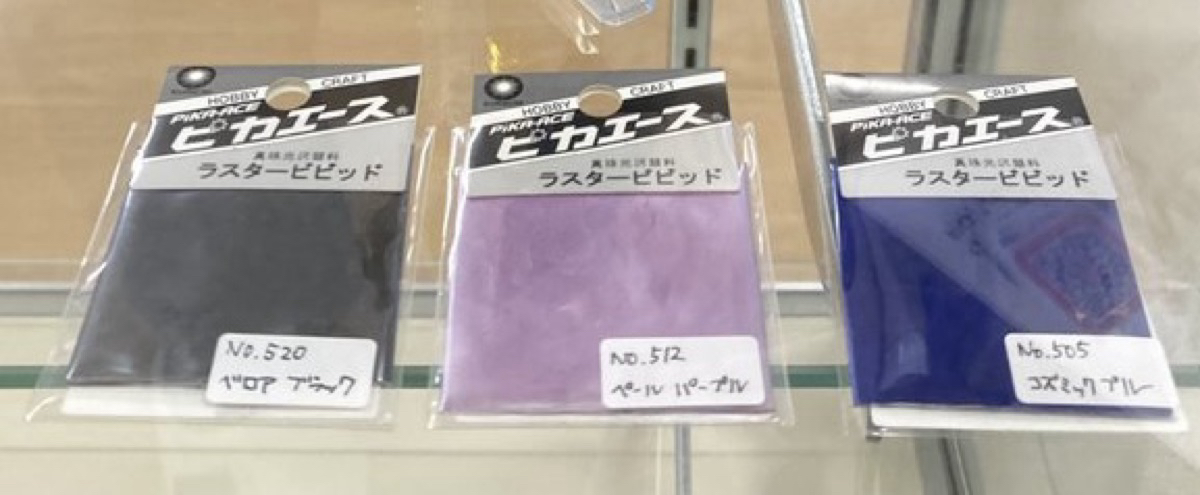 HOBBY CRAFT
PiKA-ACE
ピカエース®
真珠光沢顔料
ラスタービビッド
No.520
ベロア ブラック
HOBBY CRAFT
PiKA-ACE
ピカエース®
真珠光沢顔料
ラスタービビッド
NO.512
ペール パープル
HOBBY CRAFT
PiKA-ACE
ピカエース®
真珠光沢顔料
ラスタービビッド
No.505
コズミックブルー